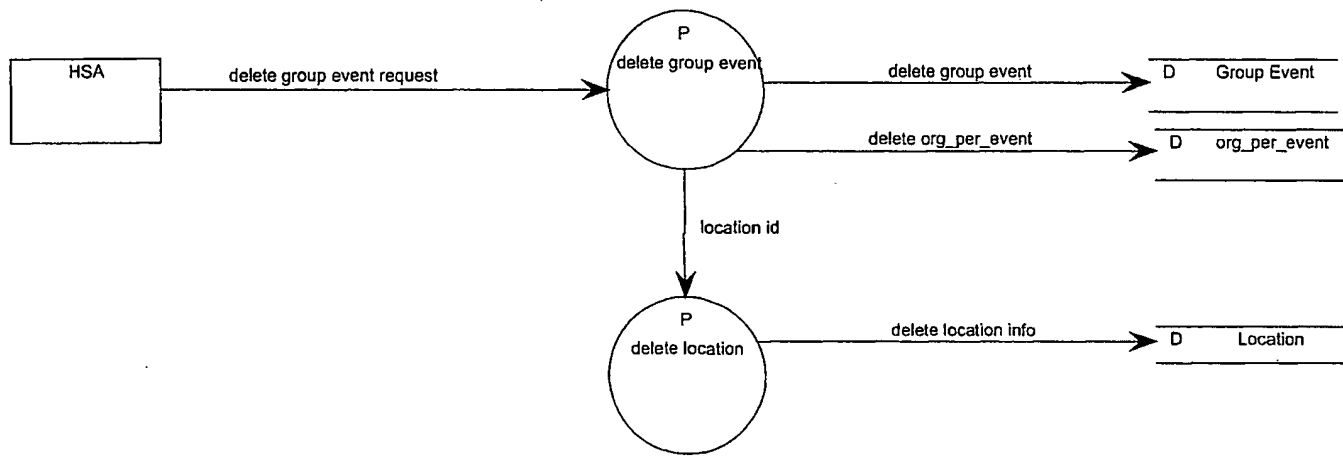 HSA
delete group event request
P
delete group event
delete group event
D Group Event
delete org_per_event
D org_per_event
location id
P
delete location
delete location info
D Location